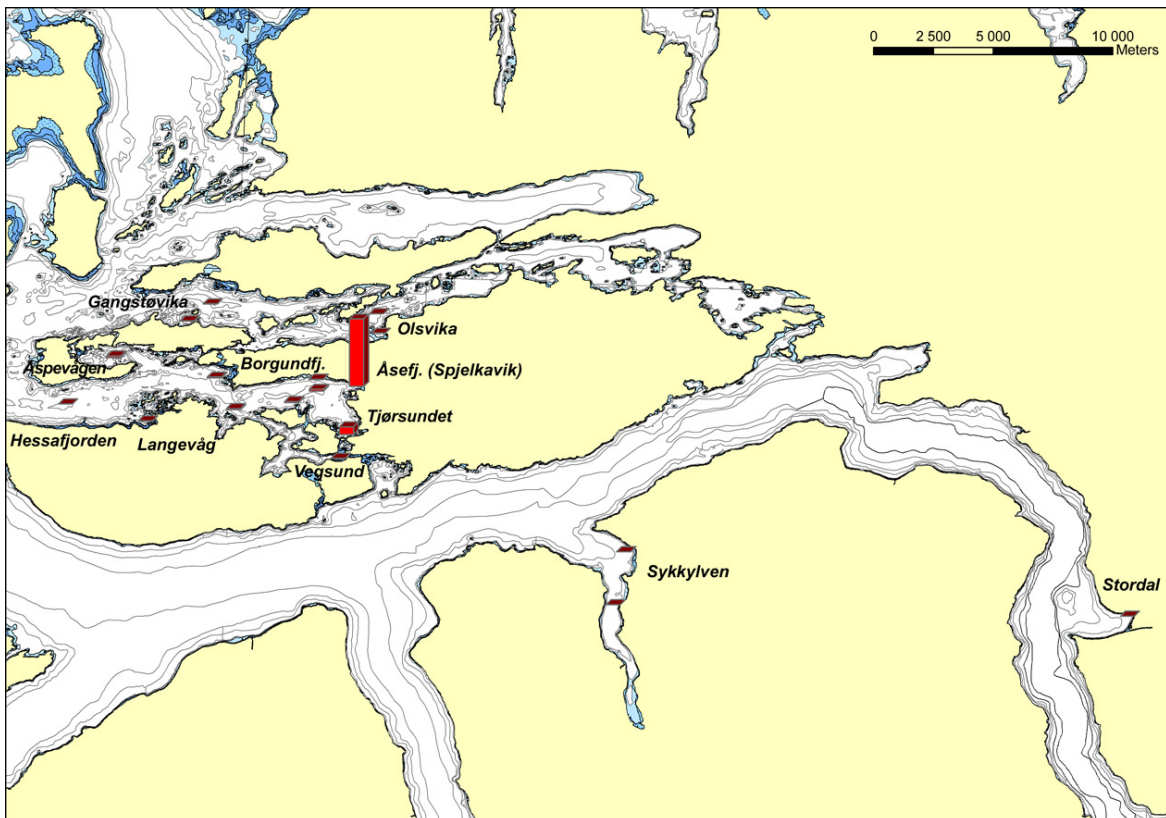 0 2 500 5 000 10 000
Meters
Gangstøvika
Olsvika
Aspevågen
Borgundfj.
Åsefj. (Spjelkavik)
Tjørsundet
Hessafjorden
Langevåg
Vegsund
Sykkylven
Stordal